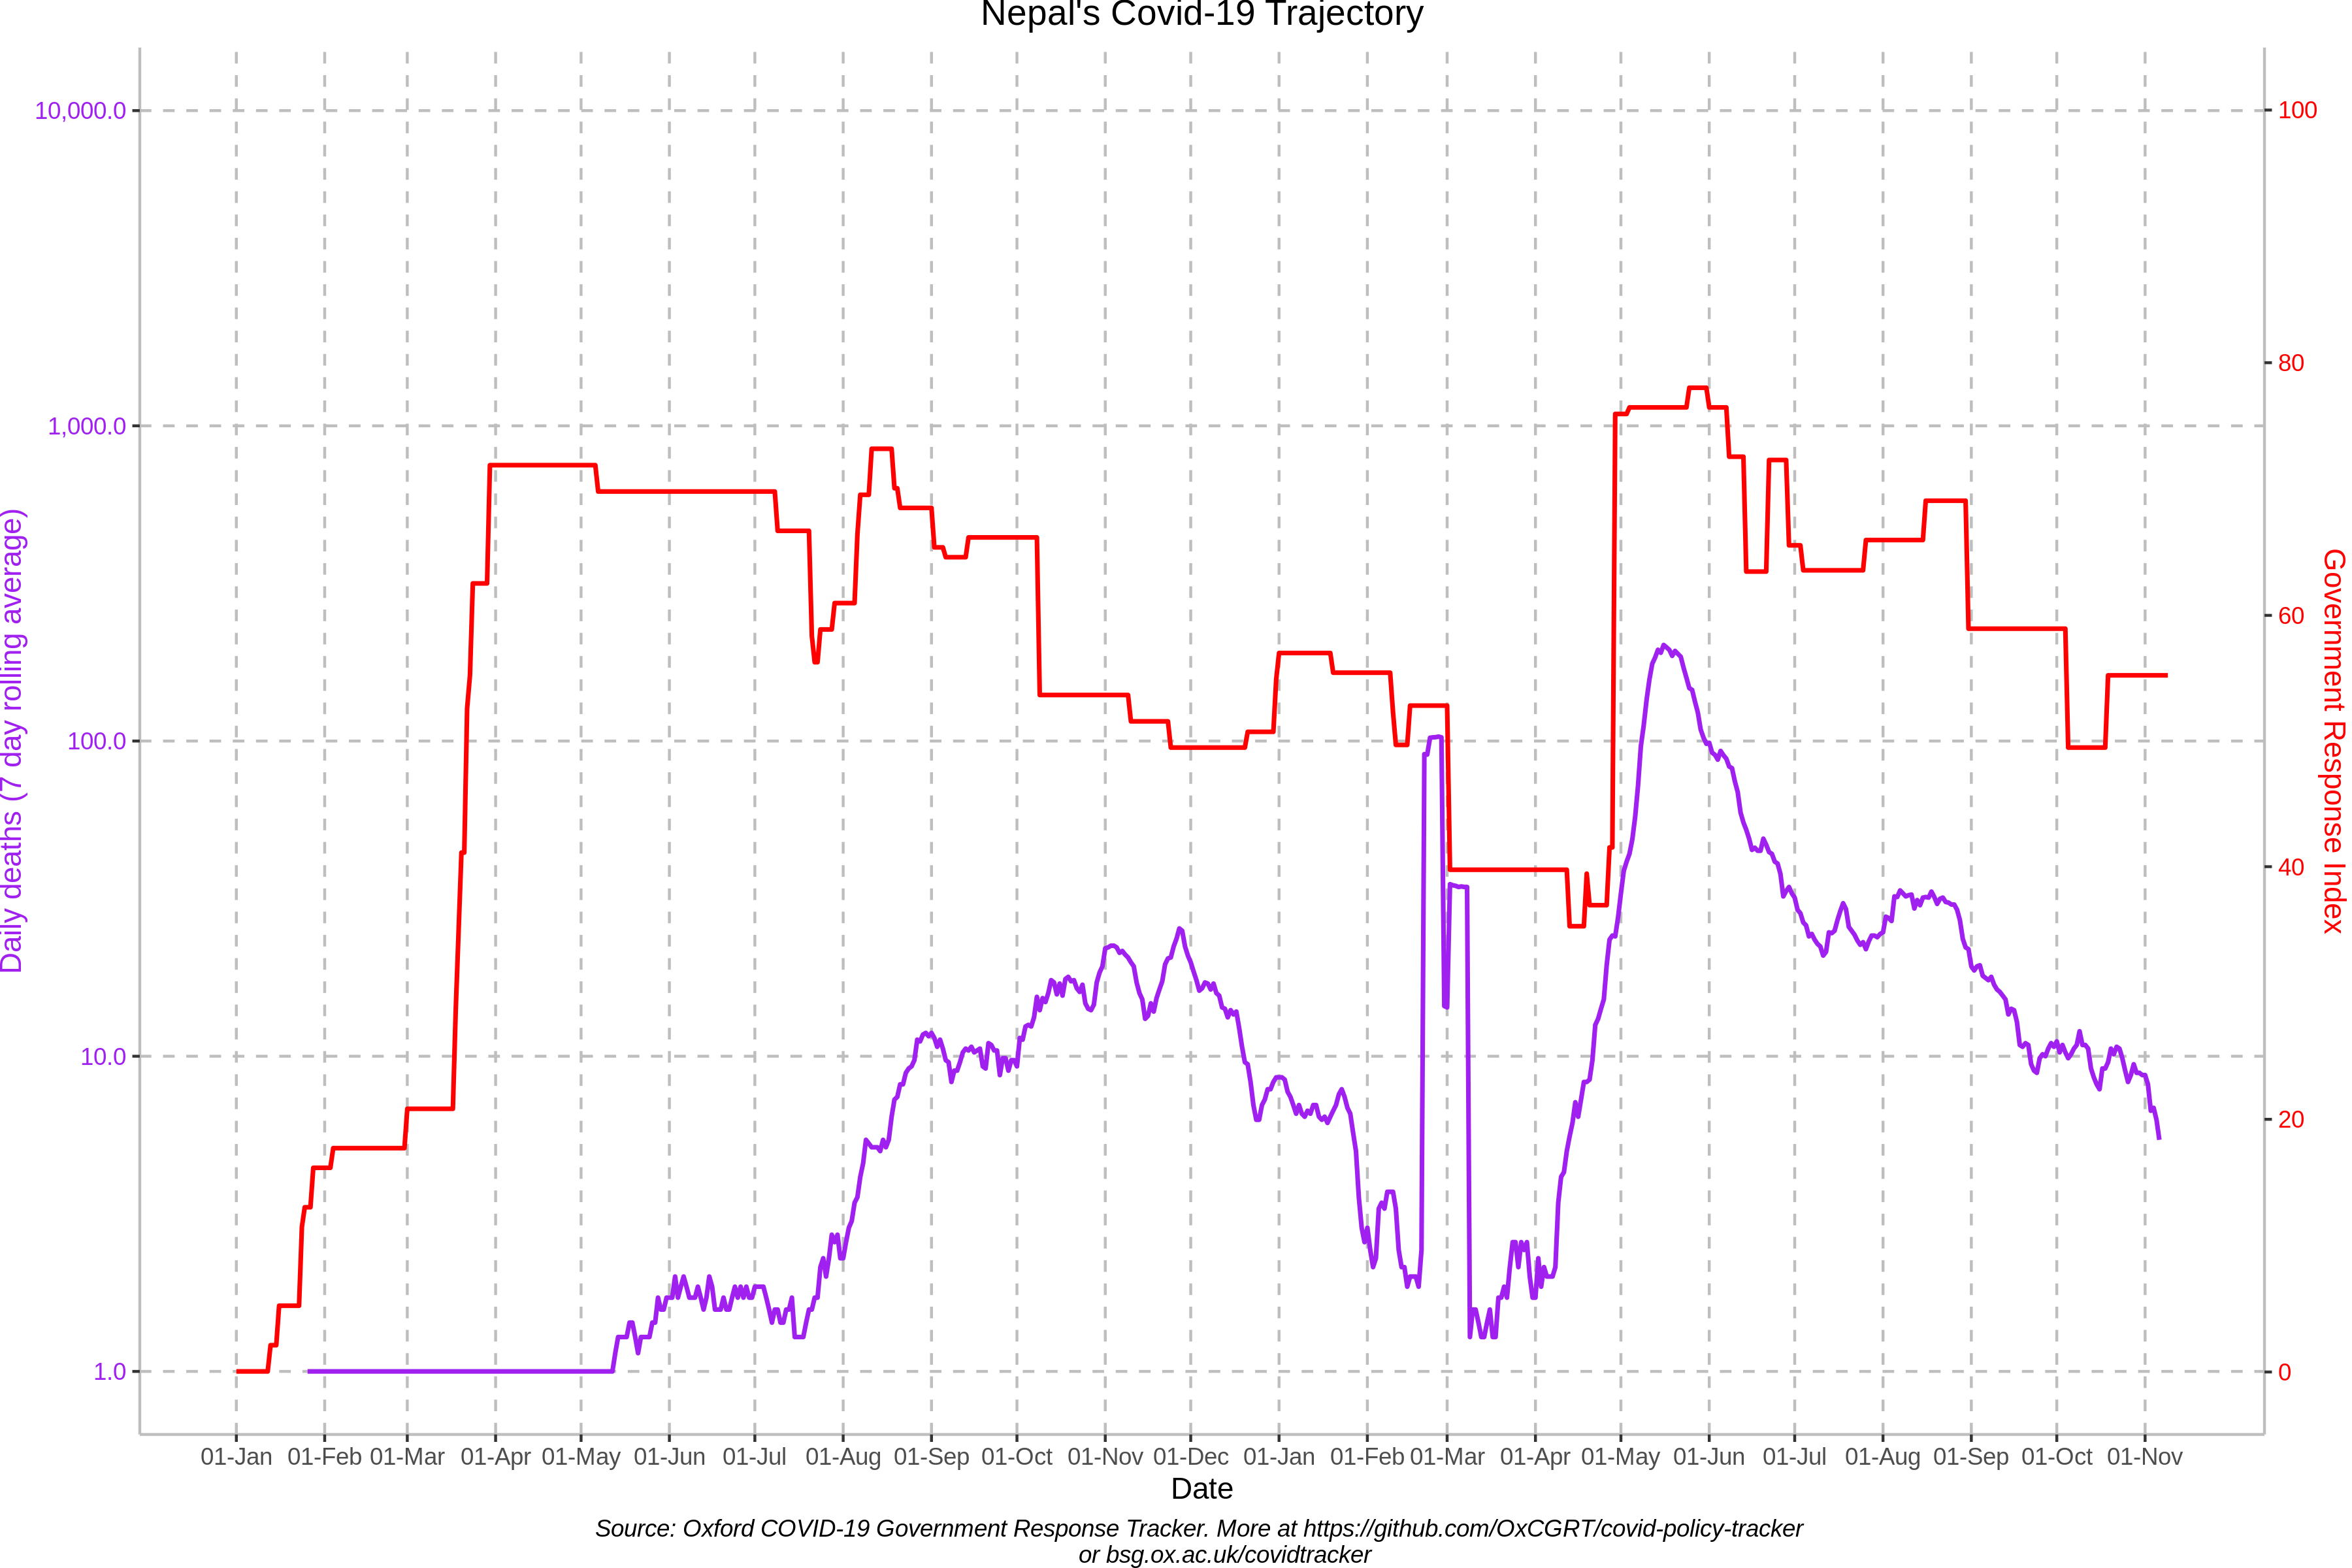 Nepal's Covid-19 Trajectory
10,000.0
1,000.0
100.0
10.0
1.0
Daily deaths (7 day rolling average)
100
80
60
40
20
0
Government Response Index
01-Jan 01-Feb 01-Mar 01-Apr 01-May 01-Jun 01-Jul 01-Aug 01-Sep 01-Oct 01-Nov 01-Dec 01-Jan 01-Feb 01-Mar 01-Apr 01-May 01-Jun 01-Jul 01-Aug 01-Sep 01-Oct 01-Nov
Date
Source: Oxford COVID-19 Government Response Tracker. More at https://github.com/OxCGRT/covid-policy-tracker
or bsg.ox.ac.uk/covidtracker